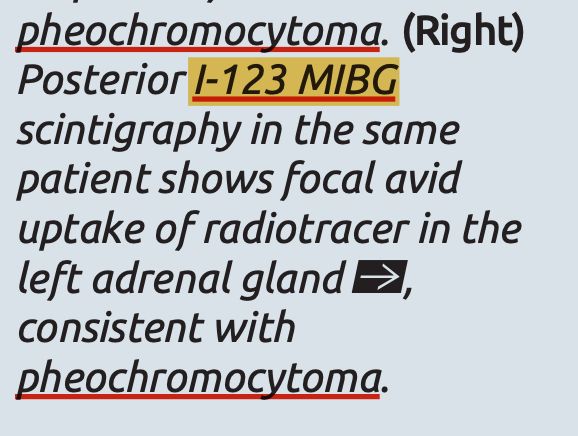 pheochromocytoma. (Right)
Posterior I-123 MIBG
scintigraphy in the same
patient shows focal avid
uptake of radiotracer in the
left adrenal gland ➡,
consistent with
pheochromocytoma.